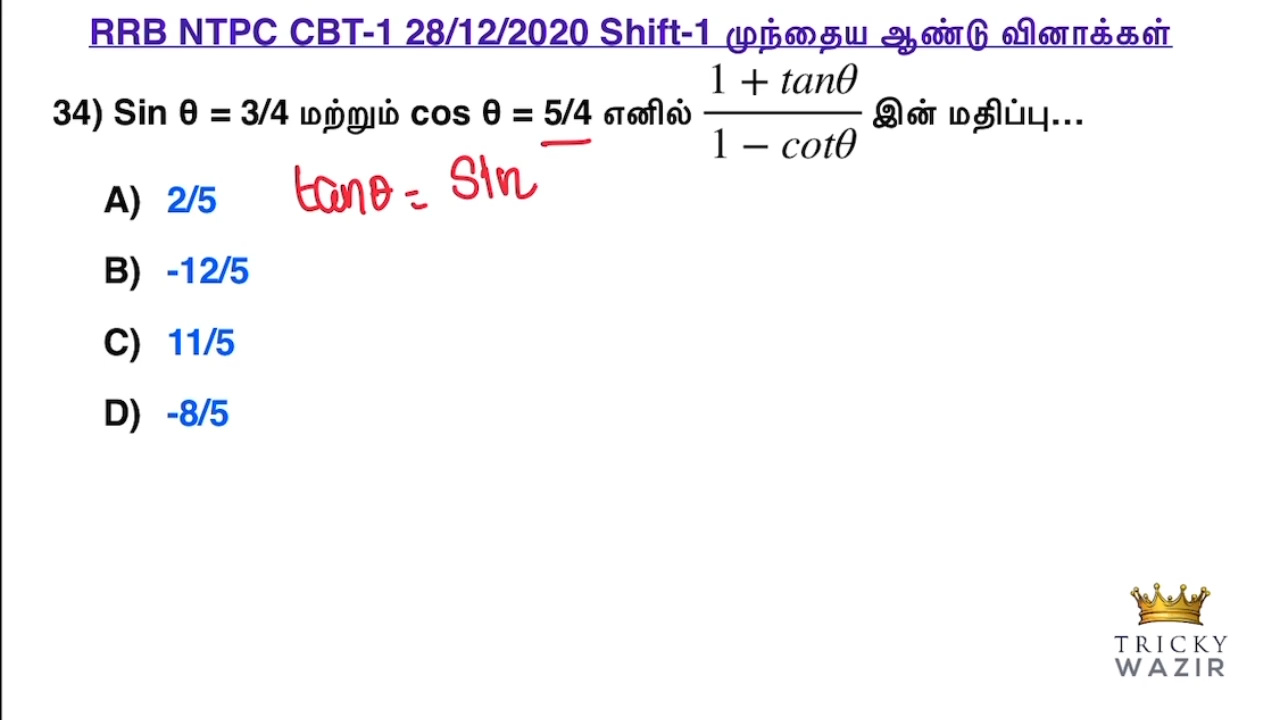 RRB NTPC CBT-1 28/12/2020 Shift-1 முந்தைய ஆண்டு வினாக்கள்
34) Sin θ = 3/4 மற்றும் cos θ = 5/4 எனில் (1 + tanθ)/(1 − cotθ) இன் மதிப்பு...
tanθ = Sin
A) 2/5
B) -12/5
C) 11/5
D) -8/5
TRICKY
WAZIR